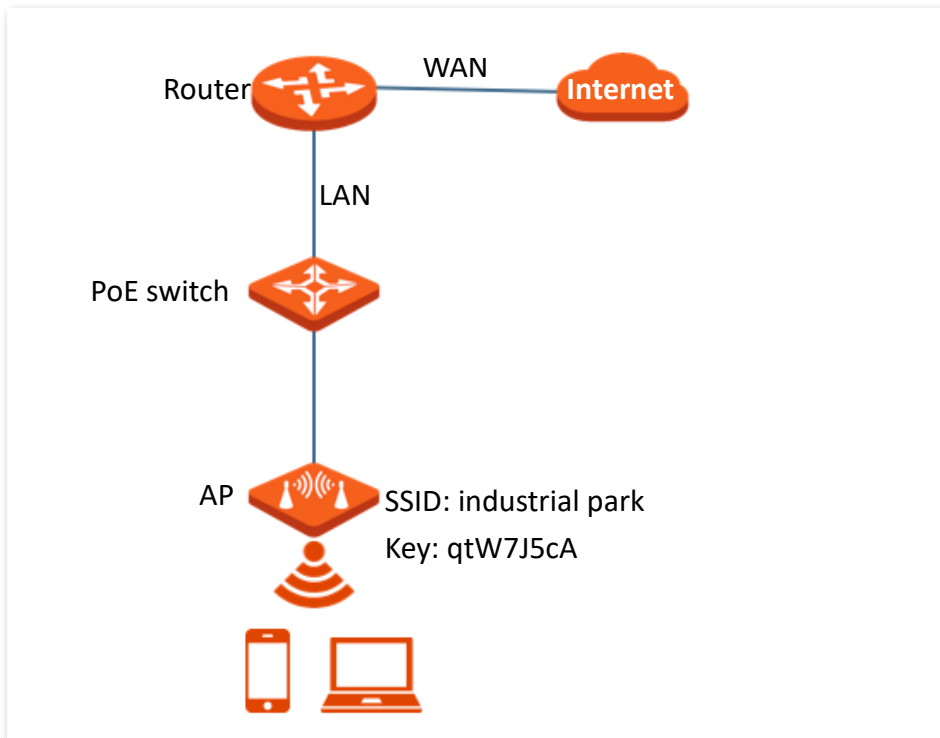 WAN
Router
Internet
LAN
PoE switch
AP
SSID: industrial park
Key: qtW7J5cA